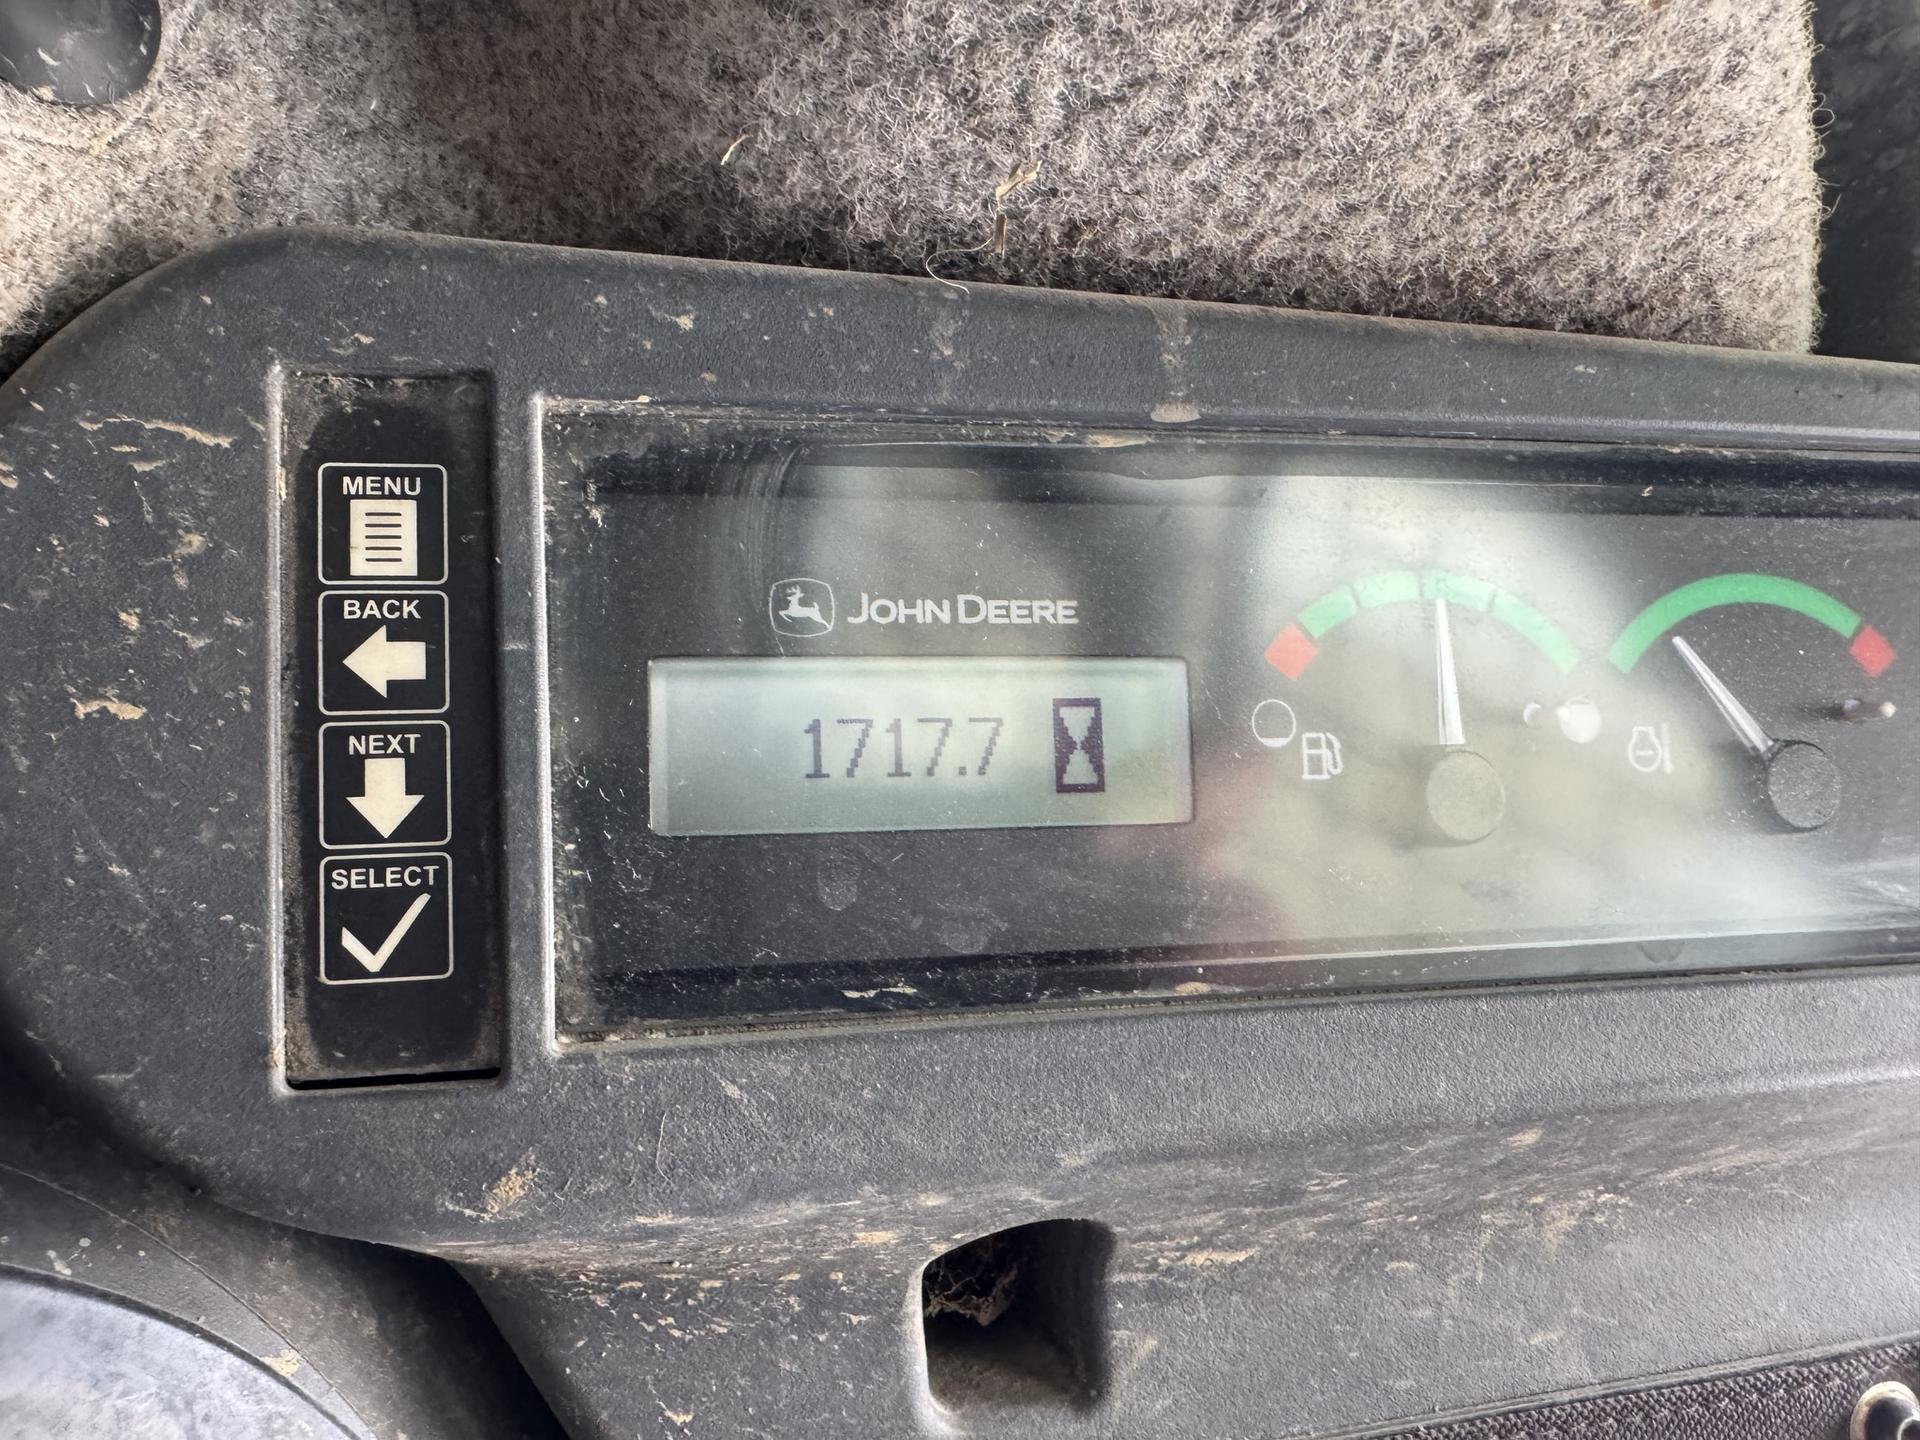 MENU
BACK
NEXT
SELECT
JOHN DEERE
1717.7